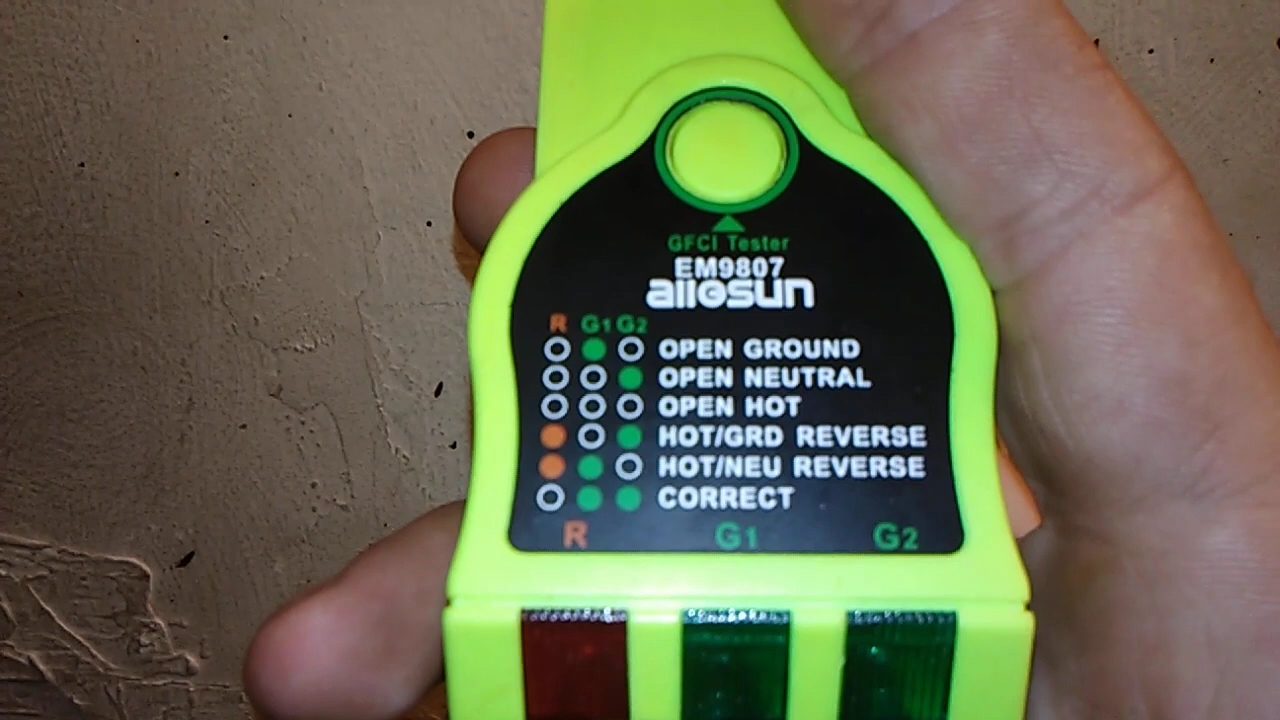 GFCI Tester
EM9807
allosun
R G1 G2
OPEN GROUND
OPEN NEUTRAL
OPEN HOT
HOT/GRD REVERSE
HOT/NEU REVERSE
CORRECT
R G1 G2